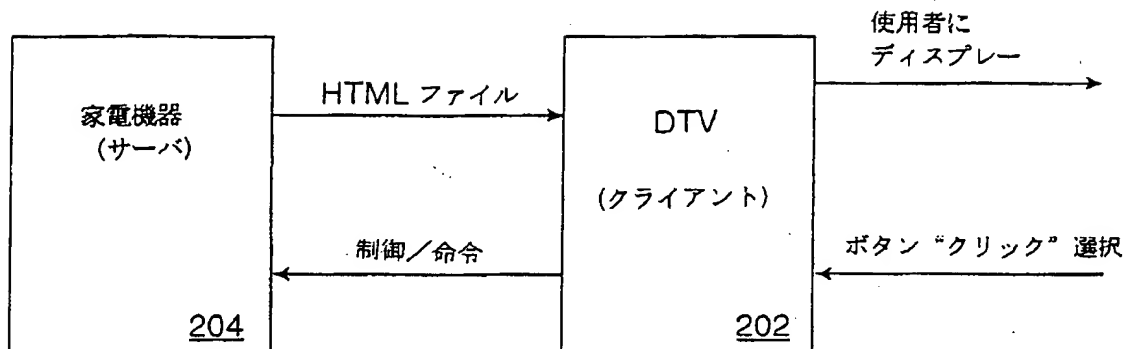 使用者に
ディスプレー
家電機器
(サーバ)
HTML ファイル
DTV
(クライアント)
制御／命令
ボタン“クリック”選択
204
202